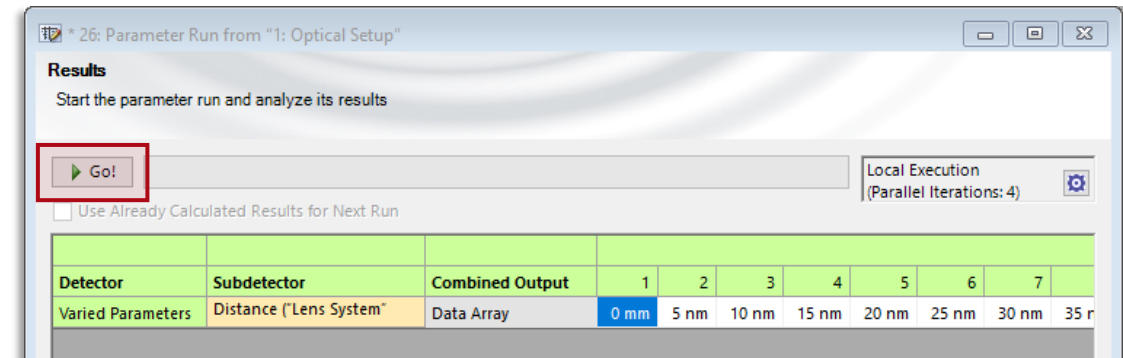 * 26: Parameter Run from "1: Optical Setup"
Results
Start the parameter run and analyze its results
Go!
Local Execution
(Parallel Iterations: 4)
Use Already Calculated Results for Next Run
Detector Subdetector Combined Output 1 2 3 4 5 6 7
Varied Parameters Distance ("Lens System" Data Array 0 mm 5 nm 10 nm 15 nm 20 nm 25 nm 30 nm 35